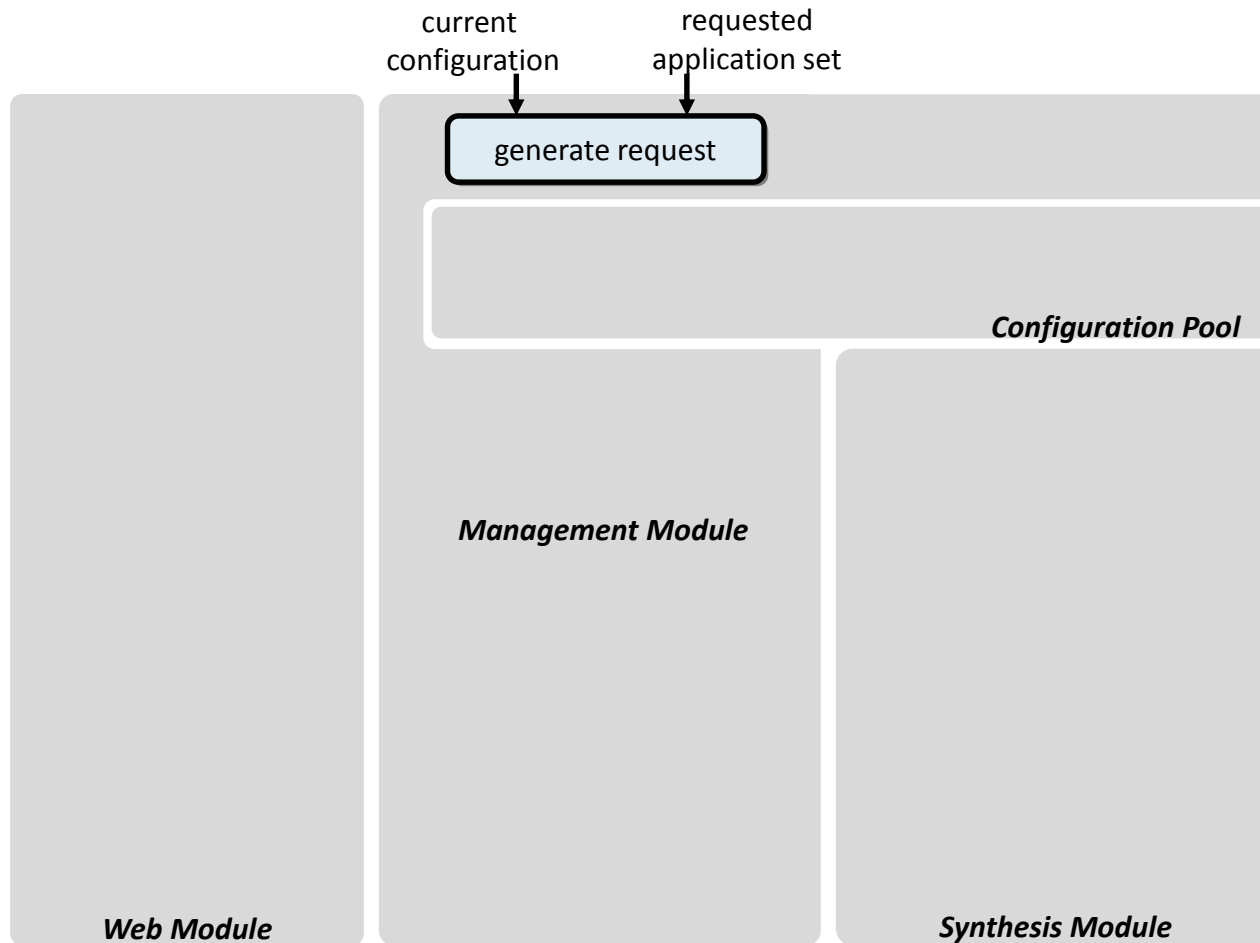 current
configuration
requested
application set
generate request
Configuration Pool
Management Module
Web Module
Synthesis Module